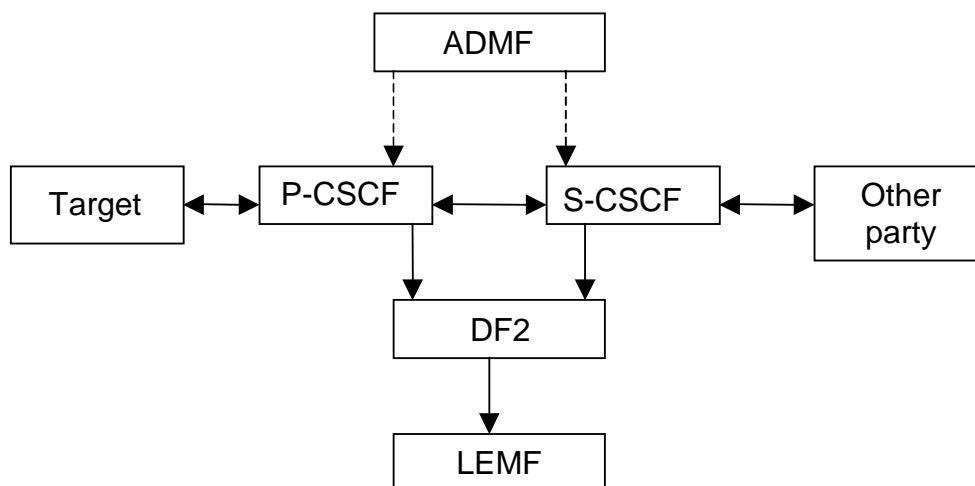 ADMF
Target
P-CSCF
S-CSCF
Other
party
DF2
LEMF